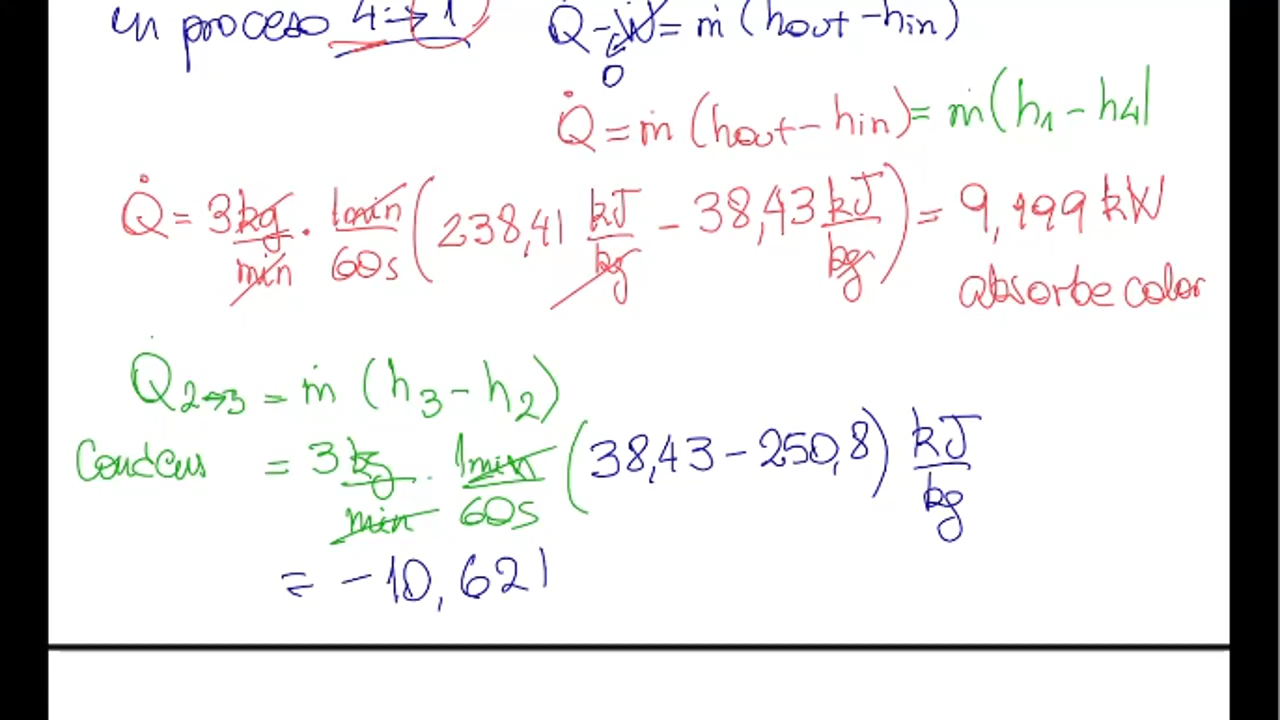 en proceso 4→1 Q̇ - Ẇ = ṁ (hout - hin)
0
Q̇ = ṁ (hout - hin) = ṁ (h1 - h4)
Q̇ = 3 kg/min · 1min/60s (238,41 kJ/kg - 38,43 kJ/kg) = 9,999 kW
absorbe calor
Q̇2→3 = ṁ (h3 - h2)
Condens = 3 kg/min · 1min/60s (38,43 - 250,8) kJ/kg
= -10,621